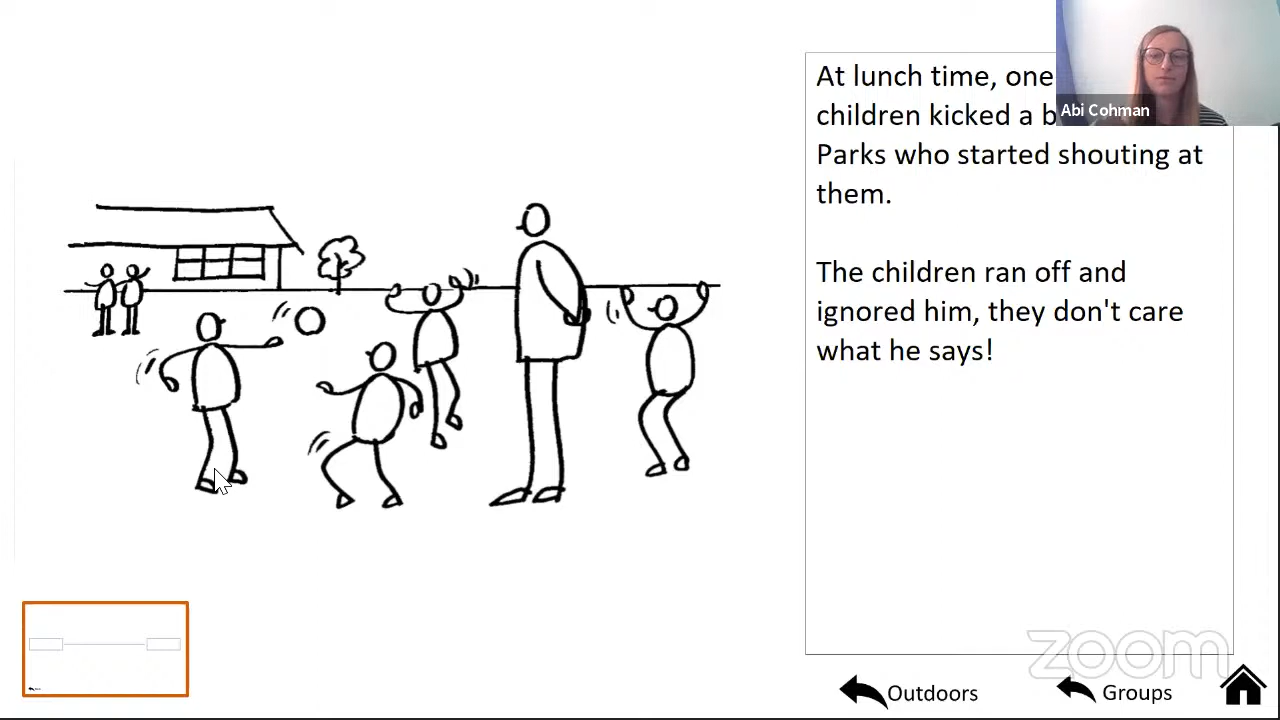 At lunch time, one
Abi Cohman
children kicked a
Parks who started shouting at
them.
The children ran off and
ignored him, they don't care
what he says!
zoom
Outdoors
Groups